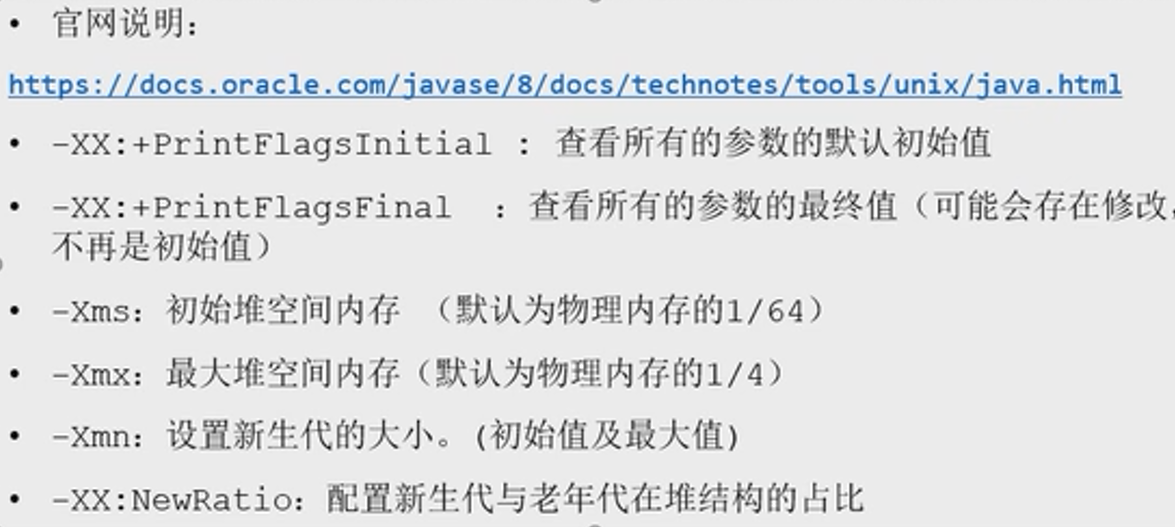 • 官网说明：
https://docs.oracle.com/javase/8/docs/technotes/tools/unix/java.html
• -XX:+PrintFlagsInitial : 查看所有的参数的默认初始值
• -XX:+PrintFlagsFinal ：查看所有的参数的最终值（可能会存在修改，
不再是初始值）
• -Xms：初始堆空间内存 （默认为物理内存的1/64）
• -Xmx：最大堆空间内存（默认为物理内存的1/4）
• -Xmn：设置新生代的大小。(初始值及最大值)
• -XX:NewRatio：配置新生代与老年代在堆结构的占比